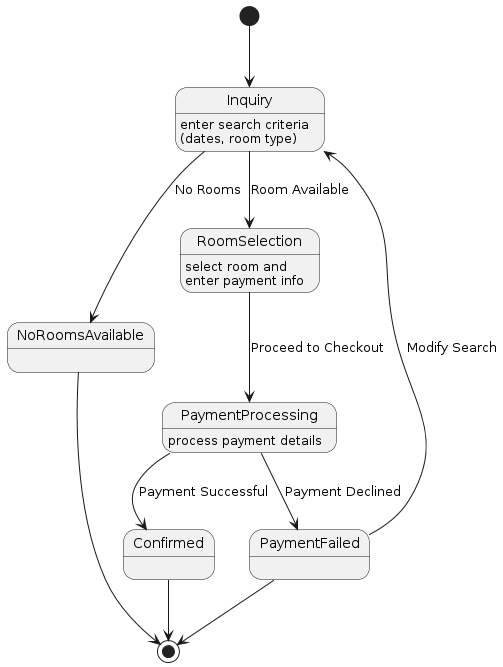 Inquiry
enter search criteria
(dates, room type)
No Rooms
Room Available
RoomSelection
select room and
enter payment info
NoRoomsAvailable
Proceed to Checkout
Modify Search
PaymentProcessing
process payment details
Payment Successful
Payment Declined
Confirmed
PaymentFailed